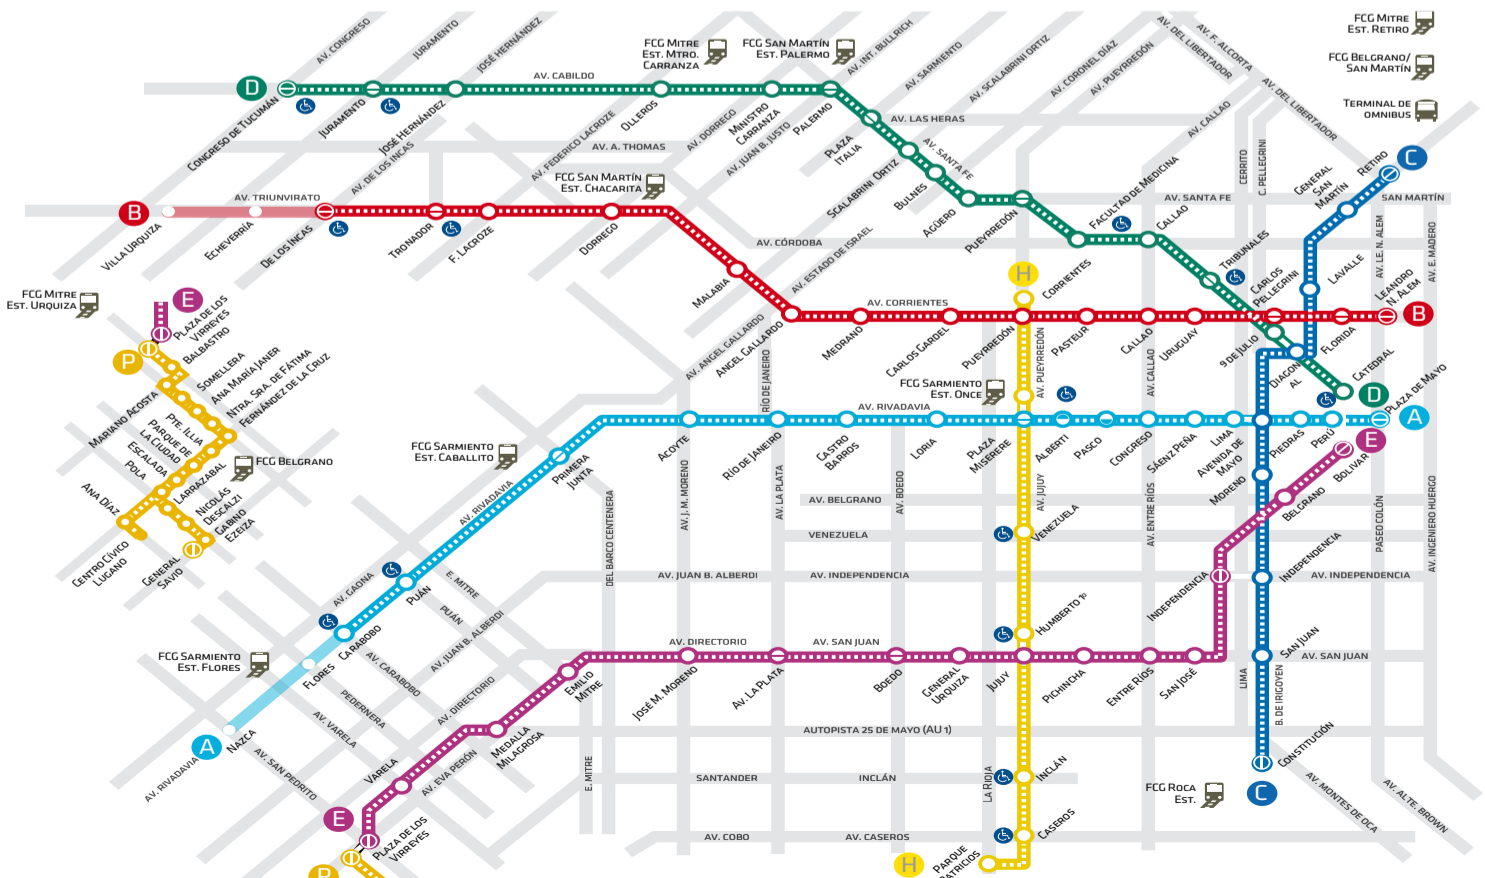 AV. CONGRESO
JURAMENTO
JOSÉ HERNÁNDEZ
FCG MITRE
EST. MTRO.
CARRANZA
FCG SAN MARTÍN
EST. PALERMO
AV. INT. BULLRICH
AV. SARMIENTO
AV. SCALABRINI ORTIZ
AV. CORONEL DÍAZ
AV. PUEYRREDÓN
AV. DEL LIBERTADOR
AV. F. ALCORTA
AV. DEL LIBERTADOR
FCG MITRE
EST. RETIRO
FCG BELGRANO/
SAN MARTÍN
TERMINAL DE
OMNIBUS
D
AV. CABILDO
CONGRESO DE TUCUMÁN
JURAMENTO
JOSÉ HERNÁNDEZ
OLLEROS
MINISTRO
CARRANZA
PALERMO
PLAZA
ITALIA
SCALABRINI ORTIZ
BULNES
AGÜERO
PUEYRREDÓN
FACULTAD DE MEDICINA
CALLAO
TRIBUNALES
AV. LAS HERAS
AV. SANTA FE
AV. CALLAO
CERRITO
C. PELLEGRINI
GENERAL
SAN
MARTÍN
RETIRO
C
AV. A. THOMAS
AV. DE LOS INCAS
AV. FEDERICO LACROZE
AV. DORREGO
AV. JUAN B. JUSTO
FCG SAN MARTÍN
EST. CHACARITA
AV. SANTA FE
SAN MARTÍN
B
AV. TRIUNVIRATO
VILLA URQUIZA
ECHEVERRÍA
DE LOS INCAS
TRONADOR
F. LACROZE
DORREGO
MALABIA
ANGEL GALLARDO
AV. CÓRDOBA
AV. ESTADO DE ISRAEL
AV. LE. N. ALEM
AV. E. MADERO
H
CORRIENTES
CARLOS
PELLEGRINI
LAVALLE
LEANDRO
N. ALEM
B
AV. CORRIENTES
MEDRANO
CARLOS GARDEL
PUEYRREDÓN
PASTEUR
CALLAO
URUGUAY
9 DE JULIO
DIAGON
AL
FLORIDA
CATEDRAL
D
AV. ANGEL GALLARDO
RÍO DE JANEIRO
AV. PUEYRREDÓN
AV. CALLAO
FCG SARMIENTO
EST. ONCE
FCG MITRE
EST. URQUIZA
E
PLAZA DE LOS
VIRREYES
P
BALBASTRO
MARIANO ACOSTA
SOMELLERA
ANA MARÍA JANER
NTRA. SRA. DE FÁTIMA
FERNÁNDEZ DE LA CRUZ
PTE. ILLIA
PARQUE DE
LA CIUDAD
ESCALADA
POLA
ANA DÍAZ
LARRAZABAL
NICOLÁS
DESCALZI
GABINO
EZEIZA
CENTRO CÍVICO
LUGANO
GENERAL
SAVIO
FCG BELGRANO
AV. RIVADAVIA
PLAZA DE MAYO
A
FCG SARMIENTO
EST. CABALLITO
PRIMERA
JUNTA
ACOYTE
RÍO DE JANEIRO
CASTRO
BARROS
LORIA
PLAZA
MISERERE
ALBERTI
PASCO
CONGRESO
SÁENZ PEÑA
LIMA
AVENIDA DE
MAYO
PIEDRAS
PERÚ
E
BOLIVAR
AV. RIVADAVIA
AV. J. M. MORENO
AV. LA PLATA
AV. BOEDO
AV. JUJUY
AV. ENTRE RÍOS
MORENO
BELGRANO
PASEO COLÓN
AV. INGENIERO HUERGO
AV. BELGRANO
VENEZUELA
VENEZUELA
DEL BARCO CENTENERA
AV. JUAN B. ALBERDI
AV. INDEPENDENCIA
INDEPENDENCIA
INDEPENDENCIA
AV. INDEPENDENCIA
AV. GAONA
PUÁN
E. MITRE
PUÁN
AV. JUAN B. ALBERDI
CARABOBO
FLORES
AV. CARABOBO
PEDERNERA
AV. VARELA
FCG SARMIENTO
EST. FLORES
A
NAZCA
AV. RIVADAVIA
AV. SAN PEDRITO
HUMBERTO 1º
AV. DIRECTORIO
AV. SAN JUAN
SAN JUAN
AV. SAN JUAN
AV. DIRECTORIO
EMILIO
MITRE
JOSÉ M. MORENO
AV. LA PLATA
BOEDO
GENERAL
URQUIZA
JUJUY
PICHINCHA
ENTRE RÍOS
SAN JOSÉ
LIMA
B. DE IRIGOYEN
MEDALLA
MILAGROSA
VARELA
AV. EVA PERÓN
AUTOPISTA 25 DE MAYO (AU 1)
CONSTITUCIÓN
E. MITRE
SANTANDER
INCLÁN
LA RIOJA
INCLÁN
FCG ROCA
EST.
C
AV. MONTES DE OCA
AV. ALTE. BROWN
E
PLAZA DE LOS
VIRREYES
P
AV. COBO
AV. CASEROS
CASEROS
H
PARQUE
PATRICIOS